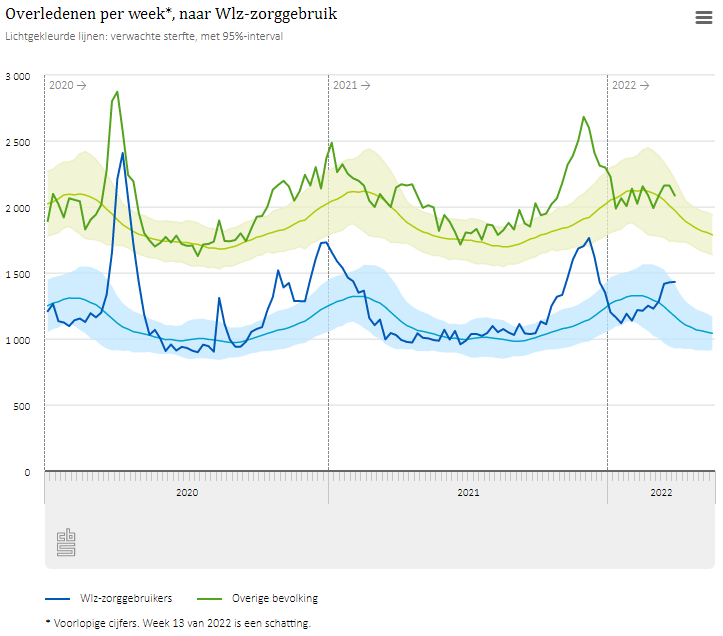 Overledenen per week*, naar Wlz-zorggebruik
Lichtgekleurde lijnen: verwachte sterfte, met 95%-interval
3 000
2020 →
2021 →
2022 →
2 500
2 000
1 500
1 000
500
0
2020
2021
2022
cbs
Wlz-zorggebruikers
Overige bevolking
* Voorlopige cijfers. Week 13 van 2022 is een schatting.